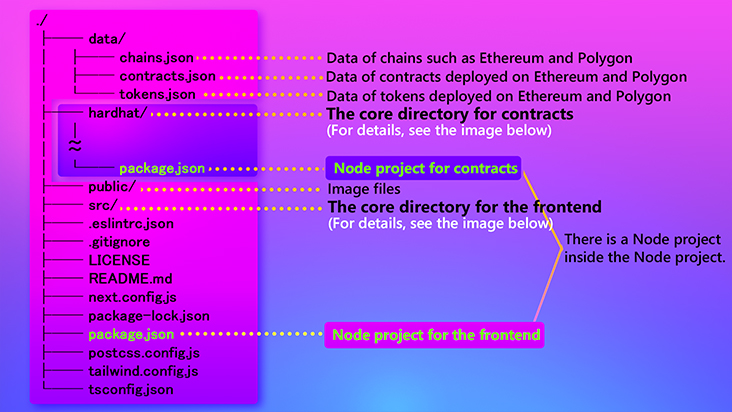 ./
data/
chains.json Data of chains such as Ethereum and Polygon
contracts.json Data of contracts deployed on Ethereum and Polygon
tokens.json Data of tokens deployed on Ethereum and Polygon
hardhat/ The core directory for contracts
(For details, see the image below)
≈
package.json Node project for contracts
public/ Image files
src/ The core directory for the frontend
.eslintrc.json (For details, see the image below)
.gitignore There is a Node project
LICENSE inside the Node project.
README.md
next.config.js
package-lock.json
package.json Node project for the frontend
postcss.config.js
tailwind.config.js
tsconfig.json